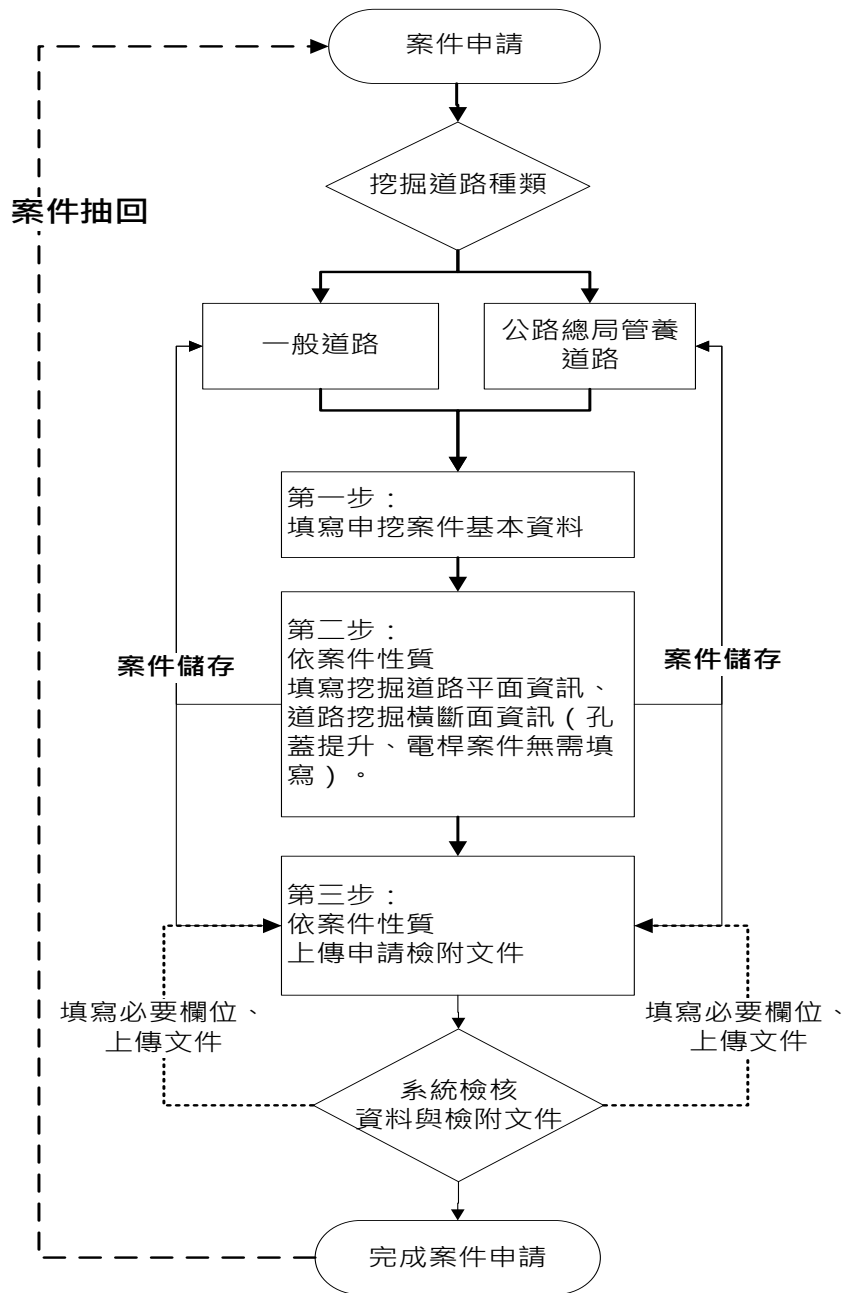 案件申請
挖掘道路種類
案件抽回
一般道路
公路總局管養
道路
第一步：
填寫申挖案件基本資料
第二步：
依案件性質
填寫挖掘道路平面資訊、
道路挖掘橫斷面資訊（孔
蓋提升、電桿案件無需填
寫）。
案件儲存
案件儲存
第三步：
依案件性質
上傳申請檢附文件
填寫必要欄位、
上傳文件
填寫必要欄位、
上傳文件
系統檢核
資料與檢附文件
完成案件申請